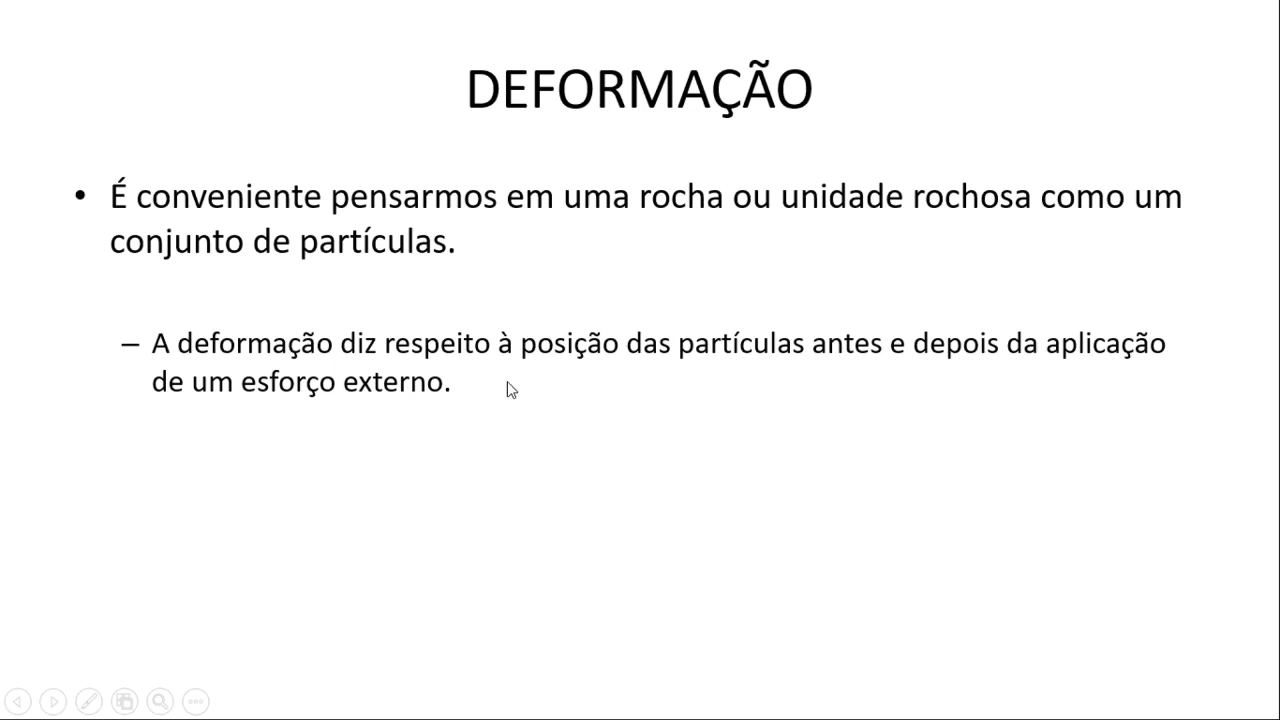 DEFORMAÇÃO
• É conveniente pensarmos em uma rocha ou unidade rochosa como um
conjunto de partículas.
– A deformação diz respeito à posição das partículas antes e depois da aplicação
de um esforço externo.